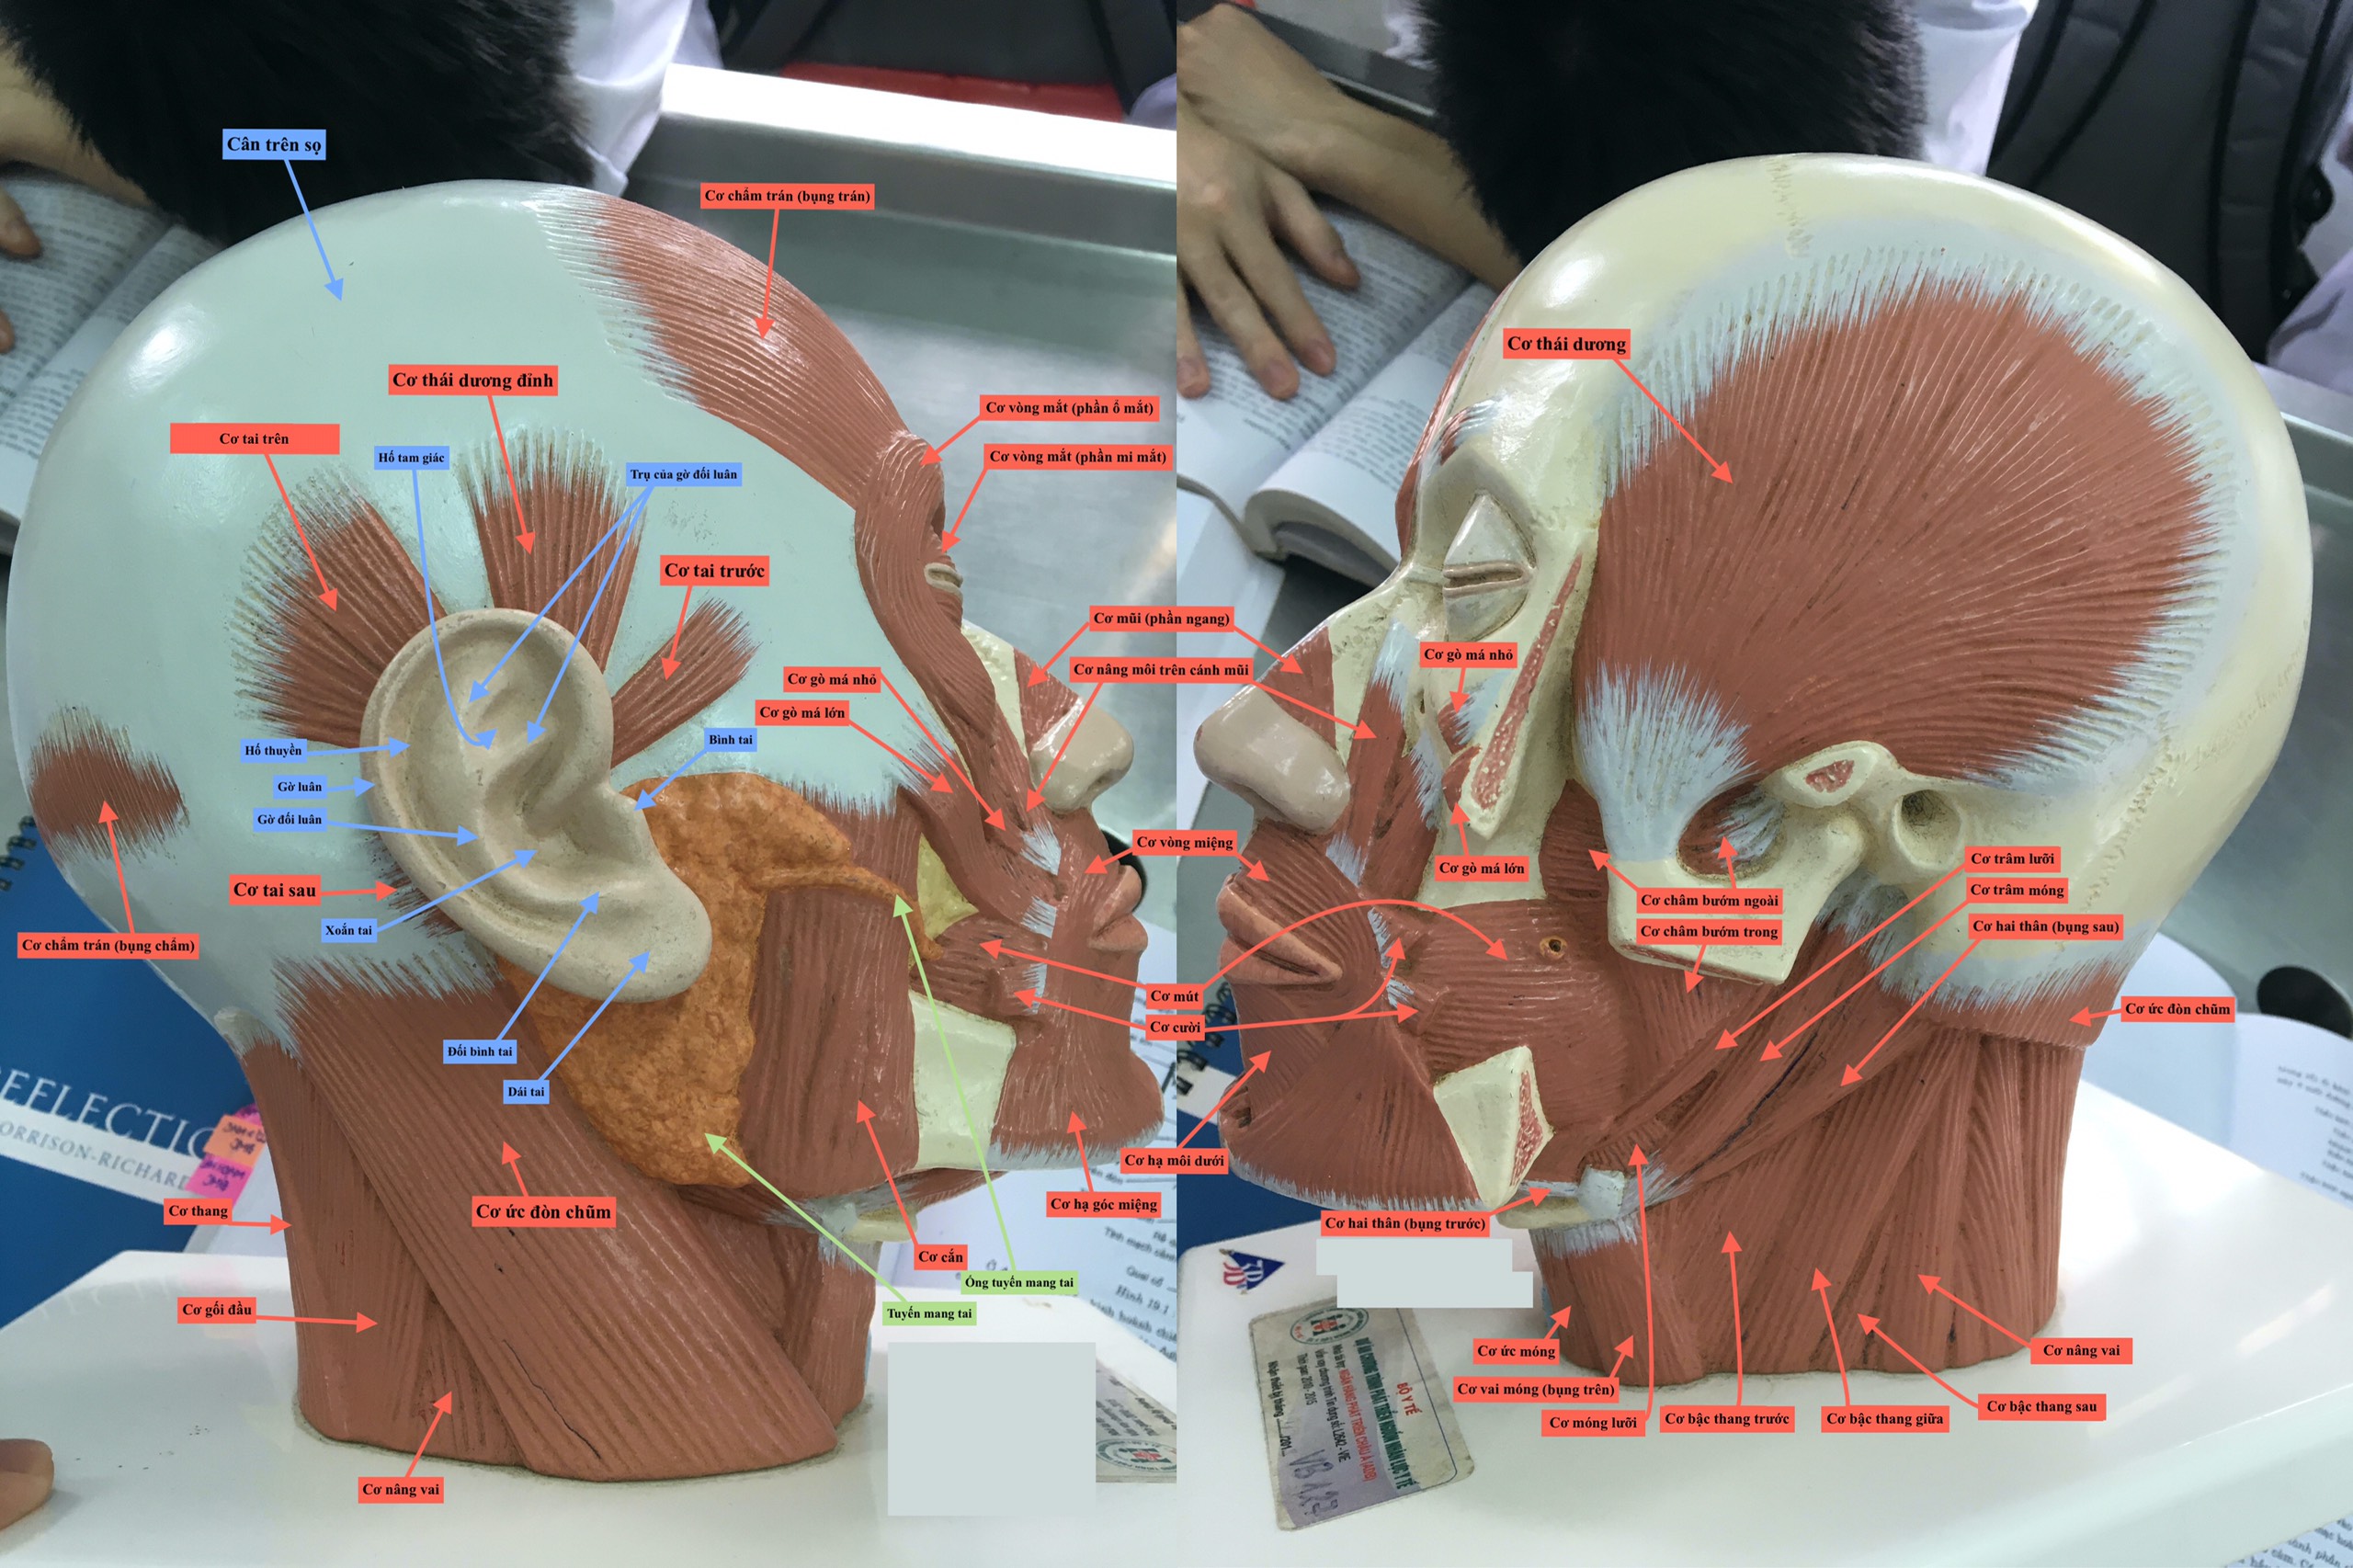 Cân trên sọ
Cơ chẩm trán (bụng trán)
Cơ thái dương đỉnh
Cơ vòng mắt (phần ổ mắt)
Cơ tai trên
Hố tam giác
Cơ vòng mắt (phần mi mắt)
Trụ của gờ đối luân
Cơ tai trước
Cơ mũi (phần ngang)
Cơ gò má nhỏ
Cơ nâng môi trên cánh mũi
Cơ gò má lớn
Bình tai
Hố thuyền
Gờ luân
Gờ đối luân
Cơ vòng miệng
Cơ tai sau
Xoắn tai
Cơ chẩm trán (bụng chẩm)
Cơ mút
Cơ cười
Đối bình tai
Dái tai
Cơ hạ môi dưới
Cơ thang
Cơ ức đòn chũm
Cơ hạ góc miệng
Cơ cắn
Ống tuyến mang tai
Cơ gối đầu
Tuyến mang tai
Cơ nâng vai
EFLECTIO
ORRISON-RICHARD
Cơ thái dương
Cơ gò má nhỏ
Cơ gò má lớn
Cơ trâm lưỡi
Cơ trâm móng
Cơ châm bướm ngoài
Cơ châm bướm trong
Cơ hai thân (bụng sau)
Cơ ức đòn chũm
Cơ hai thân (bụng trước)
Cơ ức móng
Cơ nâng vai
Cơ vai móng (bụng trên)
Cơ móng lưỡi
Cơ bậc thang trước
Cơ bậc thang giữa
Cơ bậc thang sau
BỘ Y TẾ